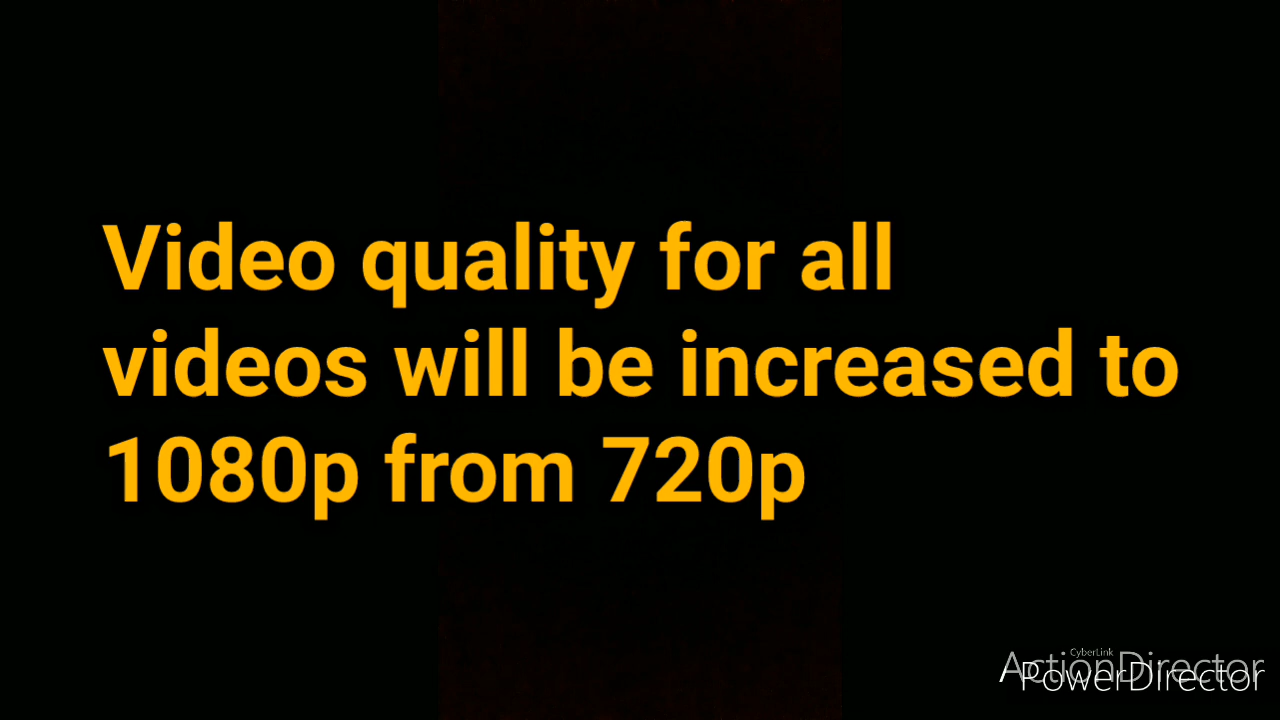 Video quality for all
videos will be increased to
1080p from 720p
CyberLink
ActionDirector
PowerDirector